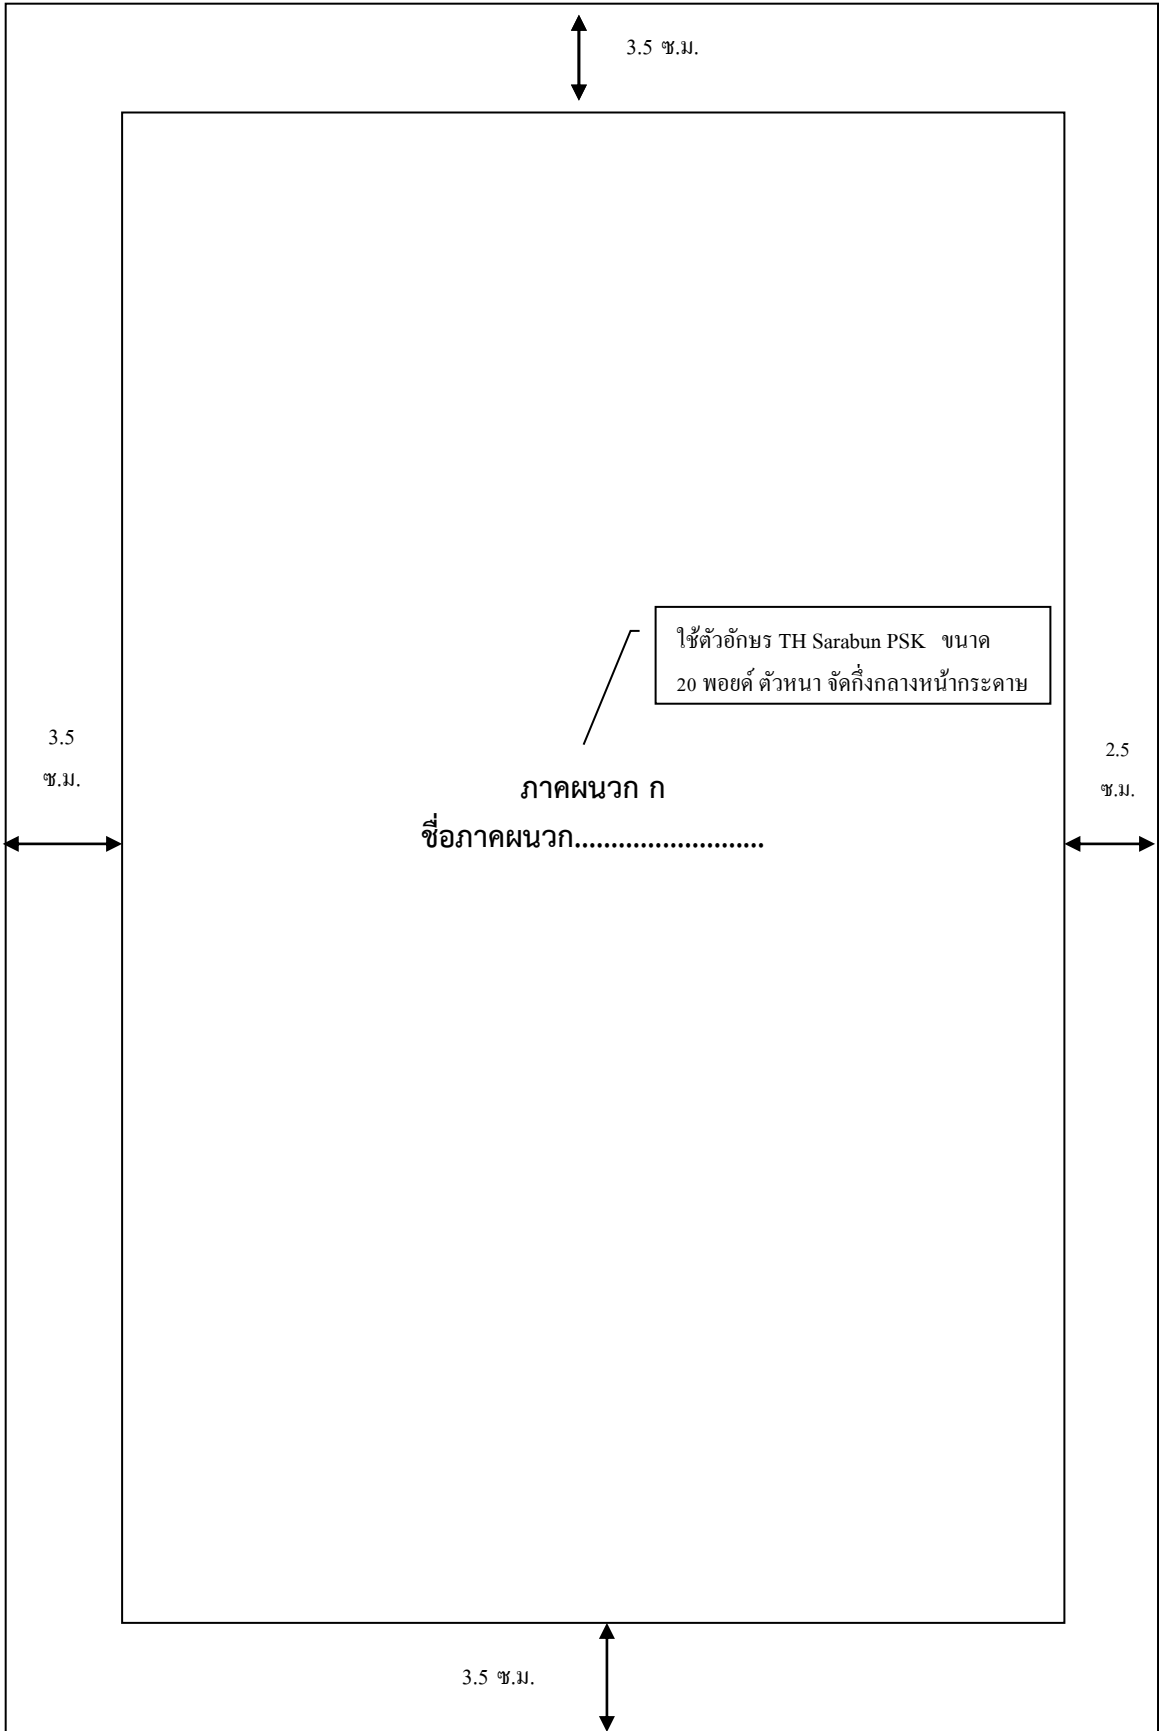 3.5 ซ.ม.
ใช้ตัวอักษร TH Sarabun PSK ขนาด
20 พอยด์ ตัวหนา จัดกึ่งกลางหน้ากระดาษ
3.5
ซ.ม.
2.5
ซ.ม.
ภาคผนวก ก
ชื่อภาคผนวก..........................
3.5 ซ.ม.